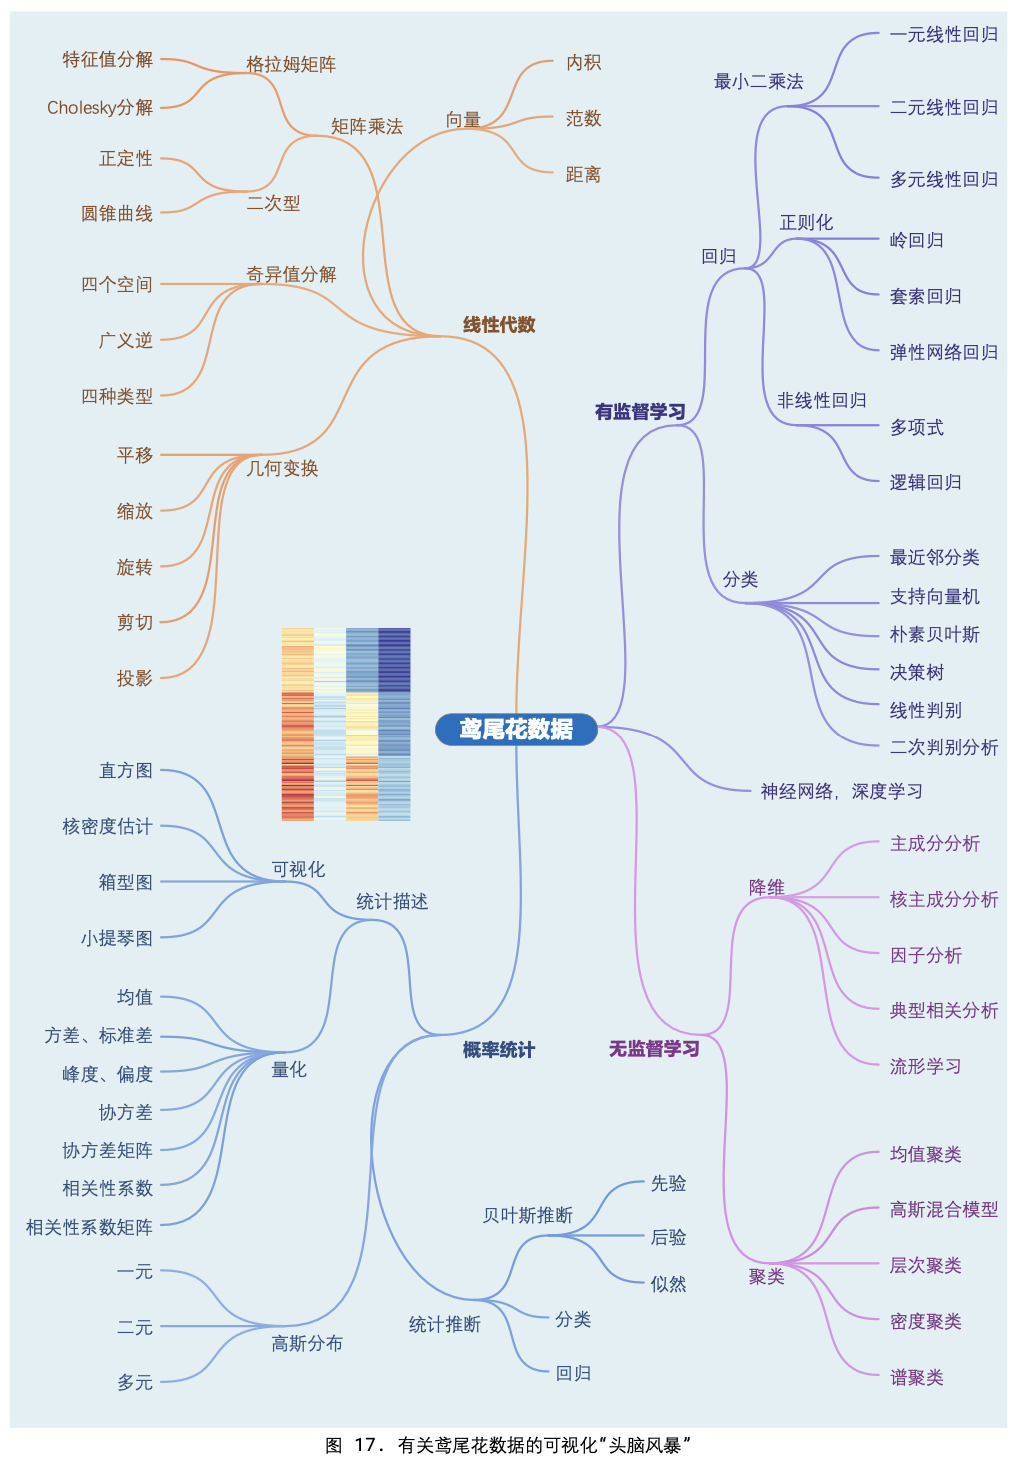 鸢尾花数据
线性代数
矩阵乘法
格拉姆矩阵
特征值分解
Cholesky分解
二次型
正定性
圆锥曲线
向量
内积
范数
距离
奇异值分解
四个空间
广义逆
四种类型
几何变换
平移
缩放
旋转
剪切
投影
概率统计
统计描述
可视化
直方图
核密度估计
箱型图
小提琴图
量化
均值
方差、标准差
峰度、偏度
协方差
协方差矩阵
相关性系数
相关性系数矩阵
高斯分布
一元
二元
多元
统计推断
贝叶斯推断
先验
后验
似然
分类
回归
有监督学习
回归
最小二乘法
一元线性回归
二元线性回归
多元线性回归
正则化
岭回归
套索回归
弹性网络回归
非线性回归
多项式
逻辑回归
分类
最近邻分类
支持向量机
朴素贝叶斯
决策树
线性判别
二次判别分析
神经网络，深度学习
无监督学习
降维
主成分分析
核主成分分析
因子分析
典型相关分析
流形学习
聚类
均值聚类
高斯混合模型
层次聚类
密度聚类
谱聚类
图 17. 有关鸢尾花数据的可视化“头脑风暴”